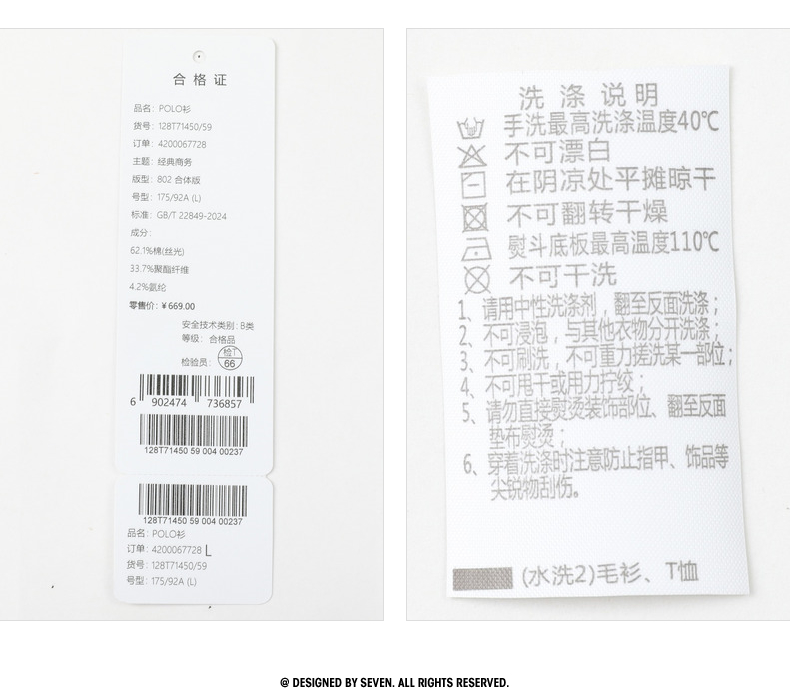 合格证
品名: POLO衫
货号: 128T71450/59
订单: 4200067728
主题: 经典商务
版型: 802 合体版
号型: 175/92A (L)
标准: GB/T 22849-2024
成分:
62.1%棉(丝光)
33.7%聚酯纤维
4.2%氨纶
零售价: ¥669.00
安全技术类别: B类
等级: 合格品
检验员: 检1 66
6 902474 736857
128T71450 59 004 00237
128T71450 59 004 00237
品名: POLO衫
订单: 4200067728 L
货号: 128T71450/59
号型: 175/92A (L)
洗涤说明
手洗最高洗涤温度40℃
不可漂白
在阴凉处平摊晾干
不可翻转干燥
熨斗底板最高温度110℃
不可干洗
1、请用中性洗涤剂，翻至反面洗涤；
2、不可浸泡，与其他衣物分开洗涤；
3、不可刷洗，不可重力搓洗某一部位；
4、不可甩干或用力拧绞；
5、请勿直接熨烫装饰部位、翻至反面
垫布熨烫；
6、穿着洗涤时注意防止指甲、饰品等
尖锐物刮伤。
(水洗2)毛衫、T恤
@ DESIGNED BY SEVEN. ALL RIGHTS RESERVED.